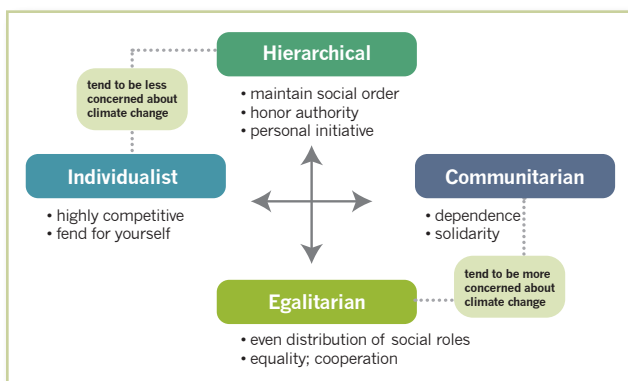 Hierarchical
tend to be less
concerned about
climate change
• maintain social order
• honor authority
• personal initiative
Individualist
Communitarian
• highly competitive
• fend for yourself
• dependence
• solidarity
tend to be more
concerned about
climate change
Egalitarian
• even distribution of social roles
• equality; cooperation